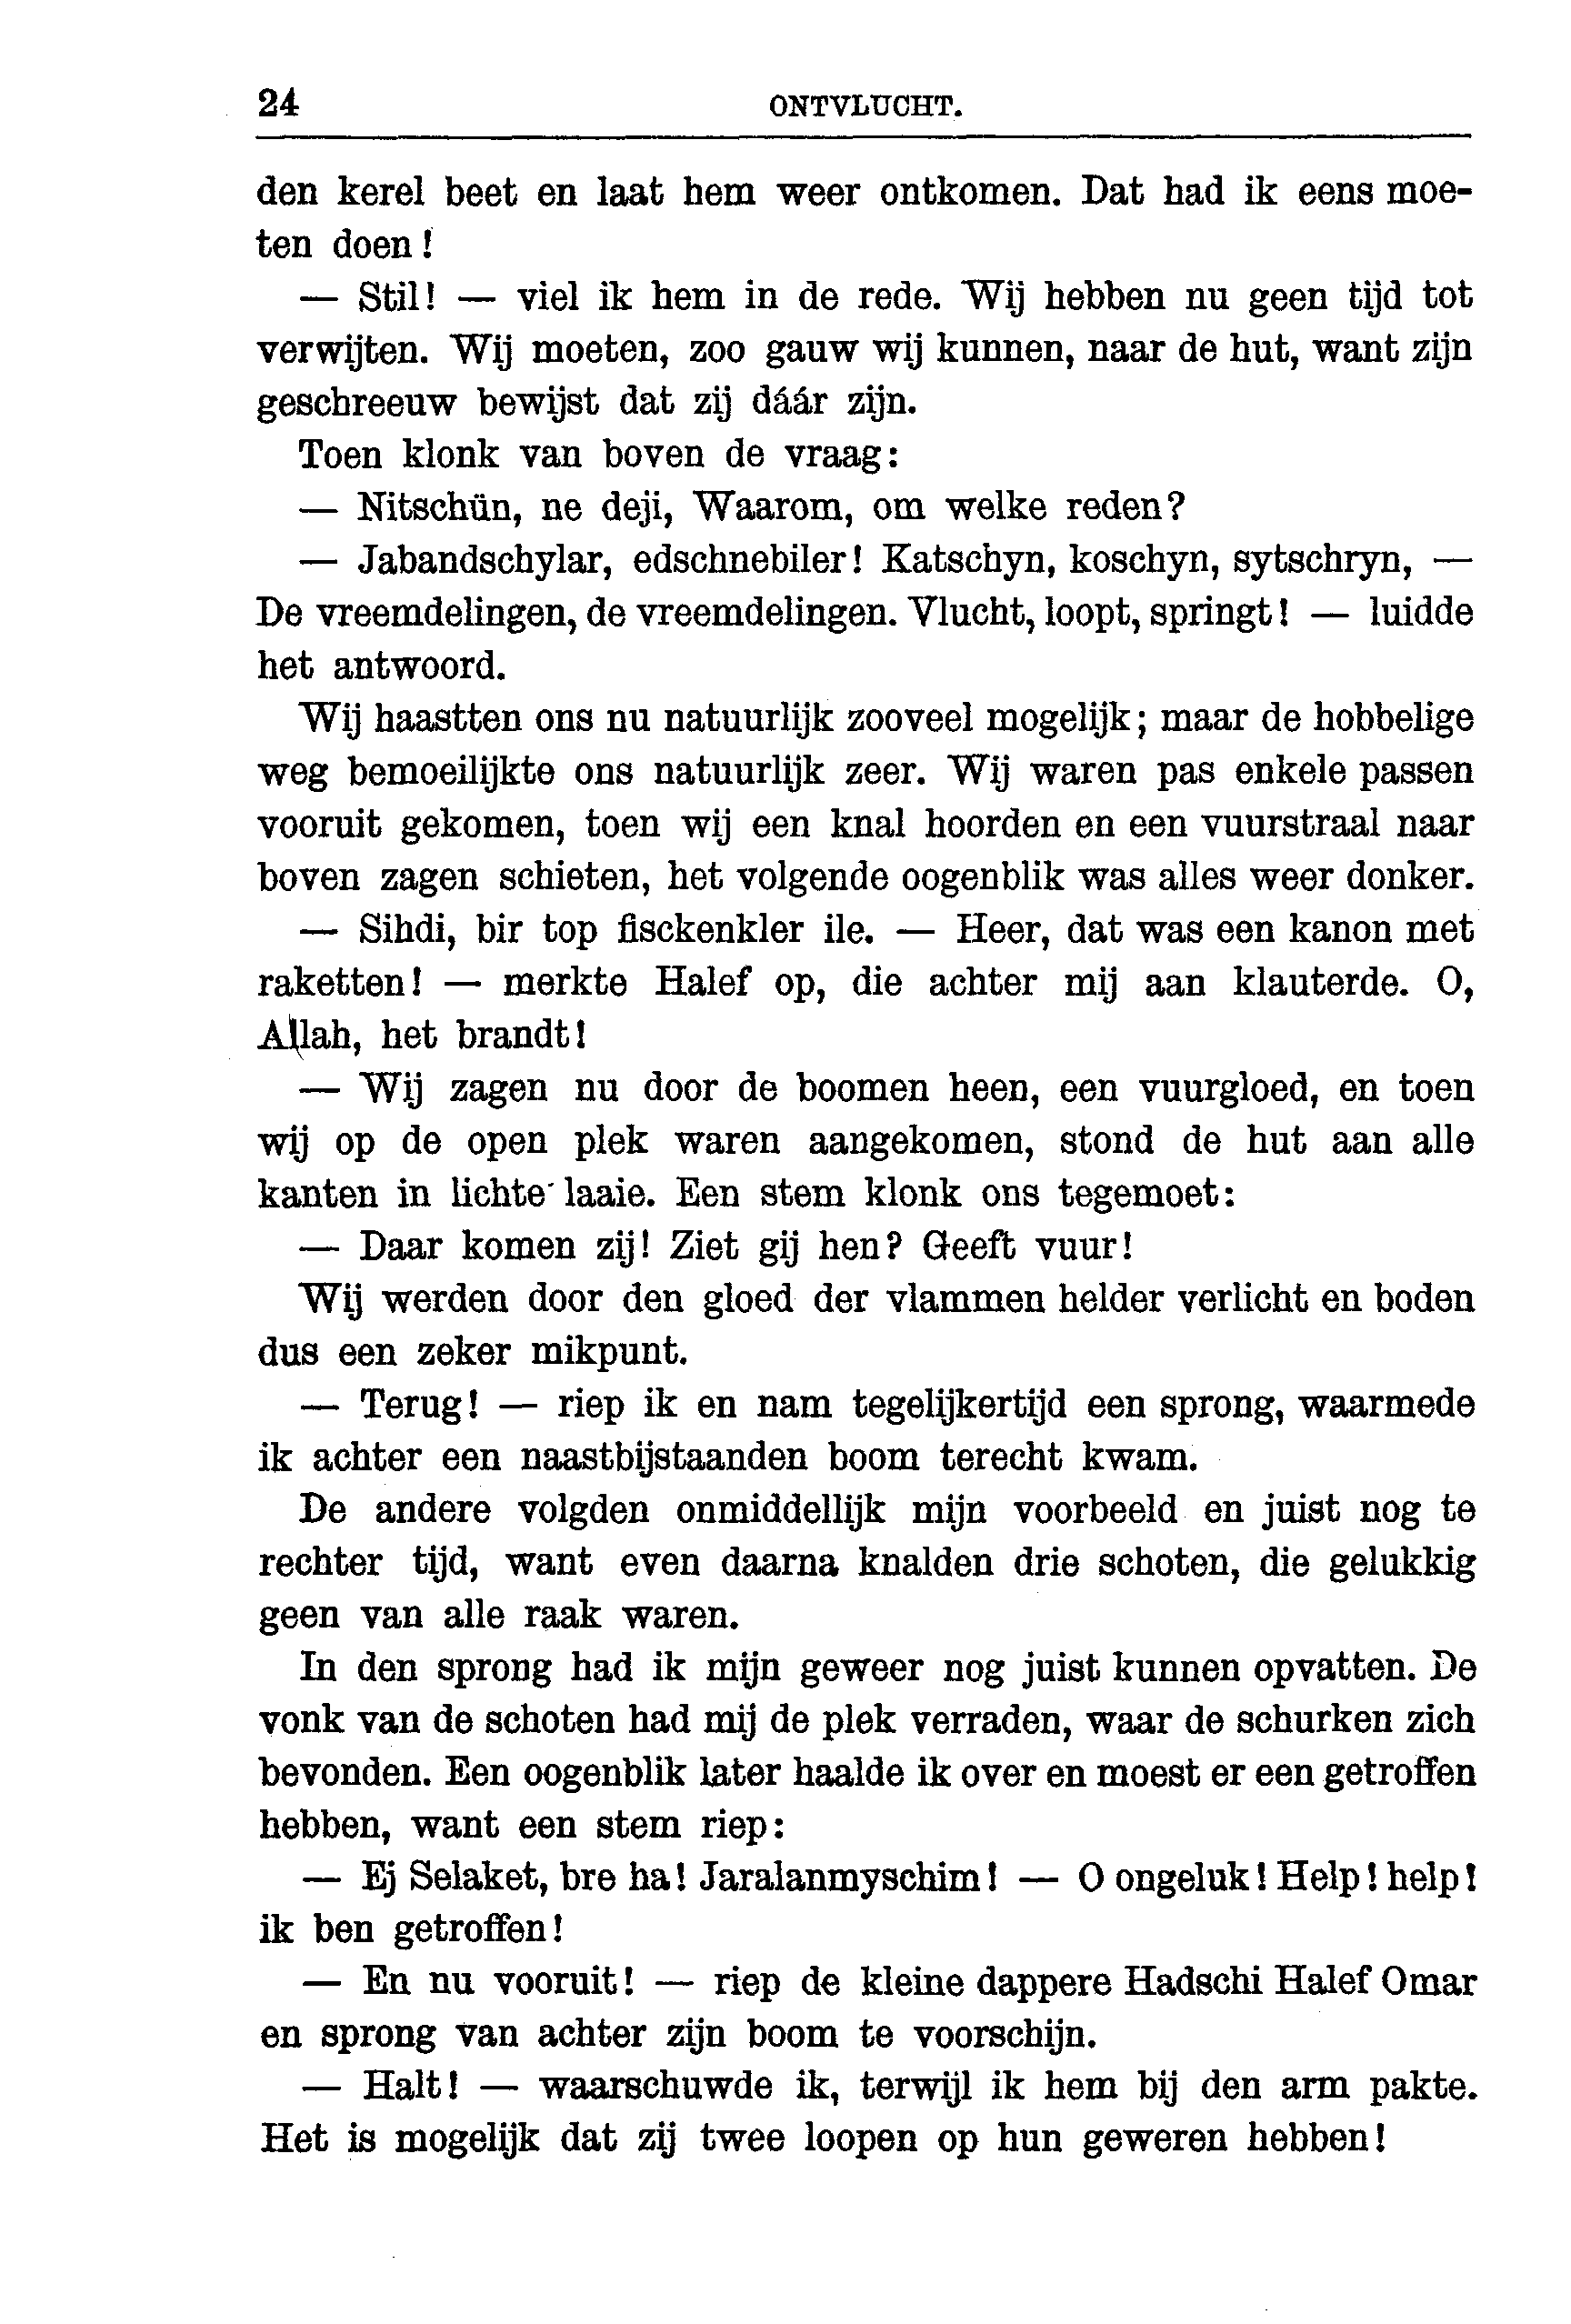 24 ONTVLUCHT.
den kerel beet en laat hem weer ontkomen. Dat had ik eens moe-
ten doen!
— Stil! — viel ik hem in de rede. Wij hebben nu geen tijd tot
verwijten. Wij moeten, zoo gauw wij kunnen, naar de hut, want zijn
geschreeuw bewijst dat zij dáár zijn.
Toen klonk van boven de vraag:
— Nitschün, ne deji, Waarom, om welke reden?
— Jabandschylar, edschnebiler! Katschyn, koschyn, sytschryn, —
De vreemdelingen, de vreemdelingen. Vlucht, loopt, springt! — luidde
het antwoord.
Wij haastten ons nu natuurlijk zooveel mogelijk; maar de hobbelige
weg bemoeilijkte ons natuurlijk zeer. Wij waren pas enkele passen
vooruit gekomen, toen wij een knal hoorden en een vuurstraal naar
boven zagen schieten, het volgende oogenblik was alles weer donker.
— Sihdi, bir top fisckenkler ile. — Heer, dat was een kanon met
raketten! — merkte Halef op, die achter mij aan klauterde. O,
Allah, het brandt!
— Wij zagen nu door de boomen heen, een vuurgloed, en toen
wij op de open plek waren aangekomen, stond de hut aan alle
kanten in lichte laaie. Een stem klonk ons tegemoet:
— Daar komen zij! Ziet gij hen? Geeft vuur!
Wij werden door den gloed der vlammen helder verlicht en boden
dus een zeker mikpunt.
— Terug! — riep ik en nam tegelijkertijd een sprong, waarmede
ik achter een naastbijstaanden boom terecht kwam.
De andere volgden onmiddellijk mijn voorbeeld en juist nog te
rechter tijd, want even daarna knalden drie schoten, die gelukkig
geen van alle raak waren.
In den sprong had ik mijn geweer nog juist kunnen opvatten. De
vonk van de schoten had mij de plek verraden, waar de schurken zich
bevonden. Een oogenblik later haalde ik over en moest er een getroffen
hebben, want een stem riep:
— Ej Selaket, bre ha! Jaralanmyschim! — O ongeluk! Help! help!
ik ben getroffen!
— En nu vooruit! — riep de kleine dappere Hadschi Halef Omar
en sprong van achter zijn boom te voorschijn.
— Halt! — waarschuwde ik, terwijl ik hem bij den arm pakte.
Het is mogelijk dat zij twee loopen op hun geweren hebben!